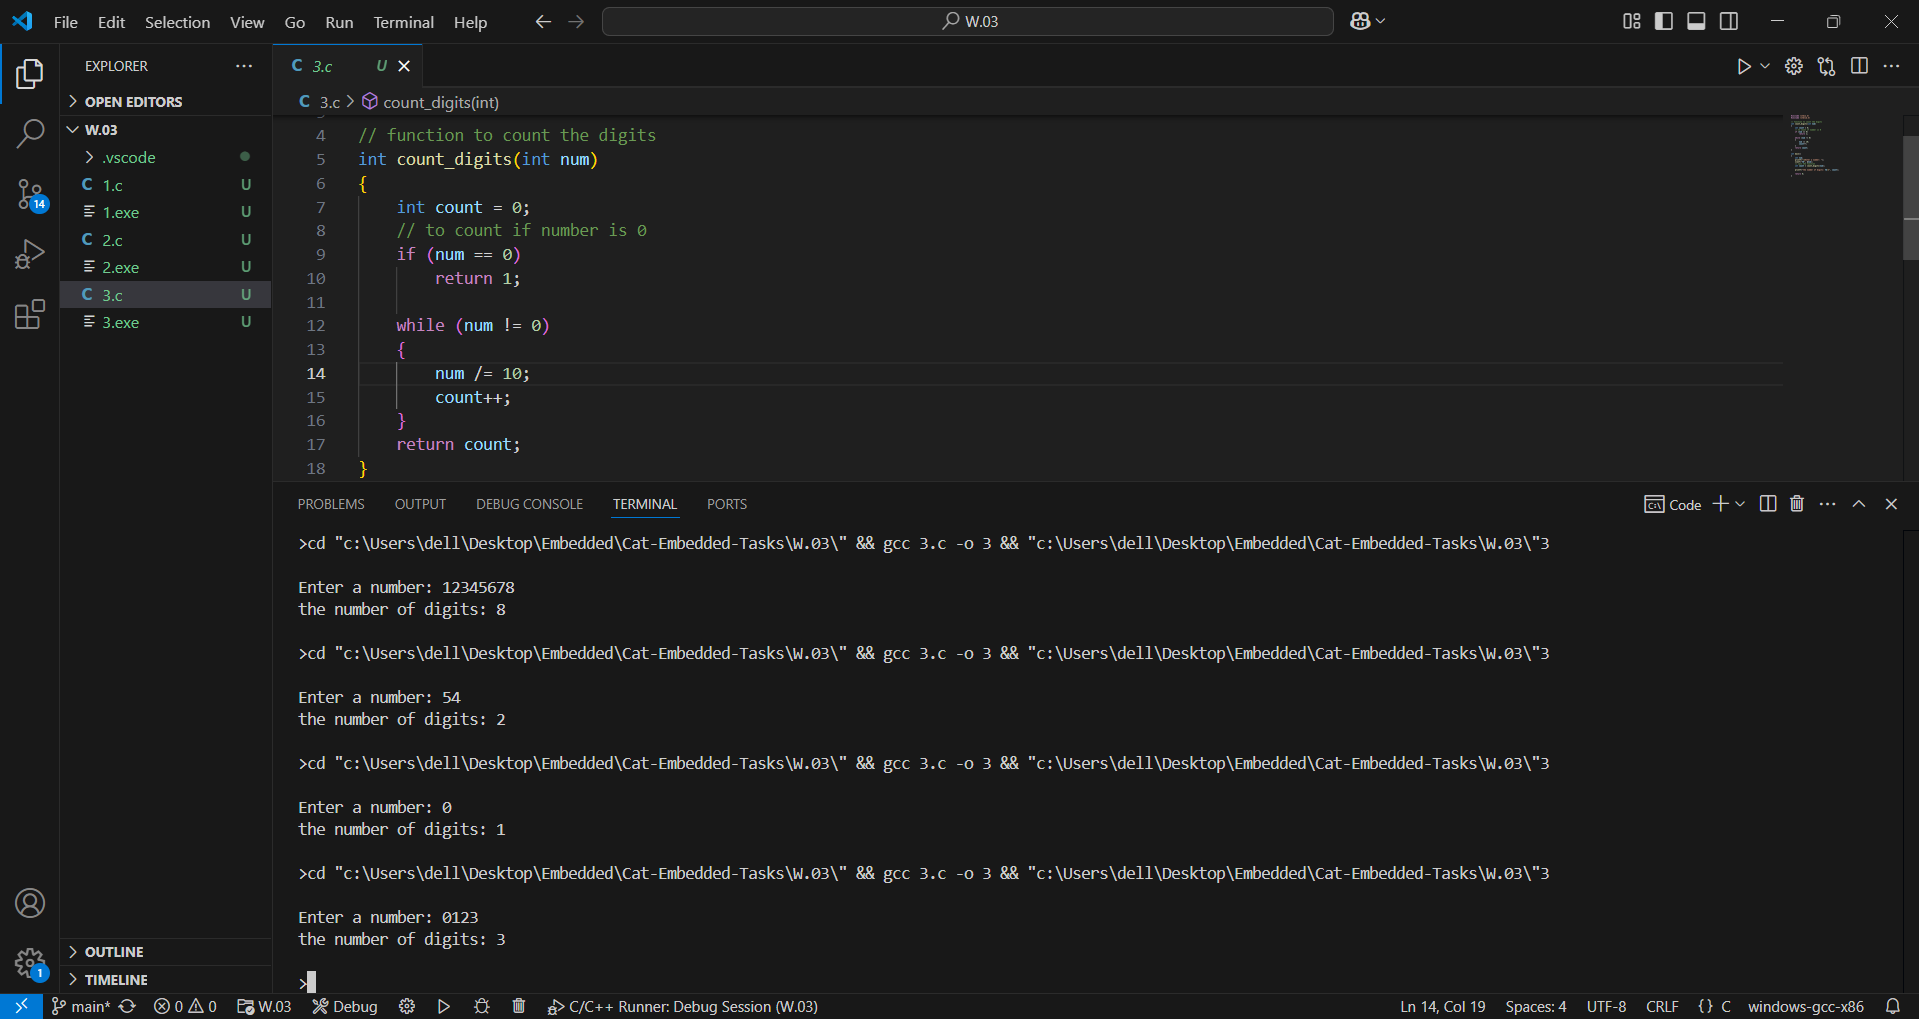 File Edit Selection View Go Run Terminal Help W.03
EXPLORER
OPEN EDITORS
W.03
.vscode
C 1.c U
1.exe U
C 2.c U
2.exe U
C 3.c U
3.exe U
OUTLINE
TIMELINE
14
1
C 3.c U
C 3.c > count_digits(int)
4 // function to count the digits
5 int count_digits(int num)
6 {
7 int count = 0;
8 // to count if number is 0
9 if (num == 0)
10 return 1;
11
12 while (num != 0)
13 {
14 num /= 10;
15 count++;
16 }
17 return count;
18 }
PROBLEMS OUTPUT DEBUG CONSOLE TERMINAL PORTS Code
>cd "c:\Users\dell\Desktop\Embedded\Cat-Embedded-Tasks\W.03\" && gcc 3.c -o 3 && "c:\Users\dell\Desktop\Embedded\Cat-Embedded-Tasks\W.03\"3
Enter a number: 12345678
the number of digits: 8
>cd "c:\Users\dell\Desktop\Embedded\Cat-Embedded-Tasks\W.03\" && gcc 3.c -o 3 && "c:\Users\dell\Desktop\Embedded\Cat-Embedded-Tasks\W.03\"3
Enter a number: 54
the number of digits: 2
>cd "c:\Users\dell\Desktop\Embedded\Cat-Embedded-Tasks\W.03\" && gcc 3.c -o 3 && "c:\Users\dell\Desktop\Embedded\Cat-Embedded-Tasks\W.03\"3
Enter a number: 0
the number of digits: 1
>cd "c:\Users\dell\Desktop\Embedded\Cat-Embedded-Tasks\W.03\" && gcc 3.c -o 3 && "c:\Users\dell\Desktop\Embedded\Cat-Embedded-Tasks\W.03\"3
Enter a number: 0123
the number of digits: 3
>
main* 0 0 W.03 Debug C/C++ Runner: Debug Session (W.03) Ln 14, Col 19 Spaces: 4 UTF-8 CRLF {} C windows-gcc-x86